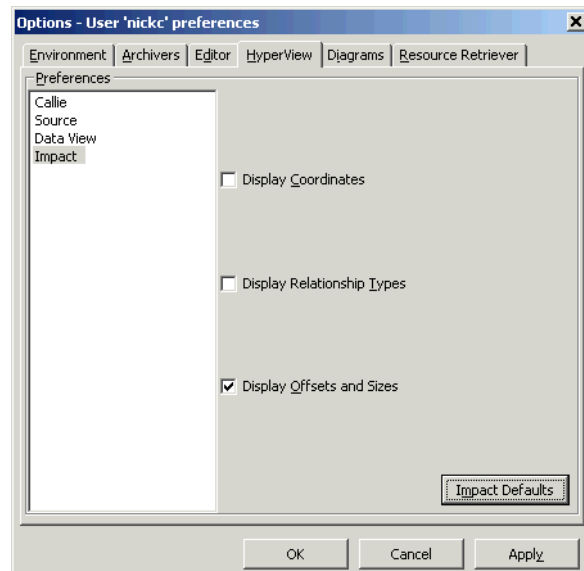 Options - User 'nickc' preferences
Environment Archivers Editor HyperView Diagrams Resource Retriever
Preferences
Callie
Source
Data View
Impact
Display Coordinates
Display Relationship Types
Display Offsets and Sizes
Impact Defaults
OK Cancel Apply